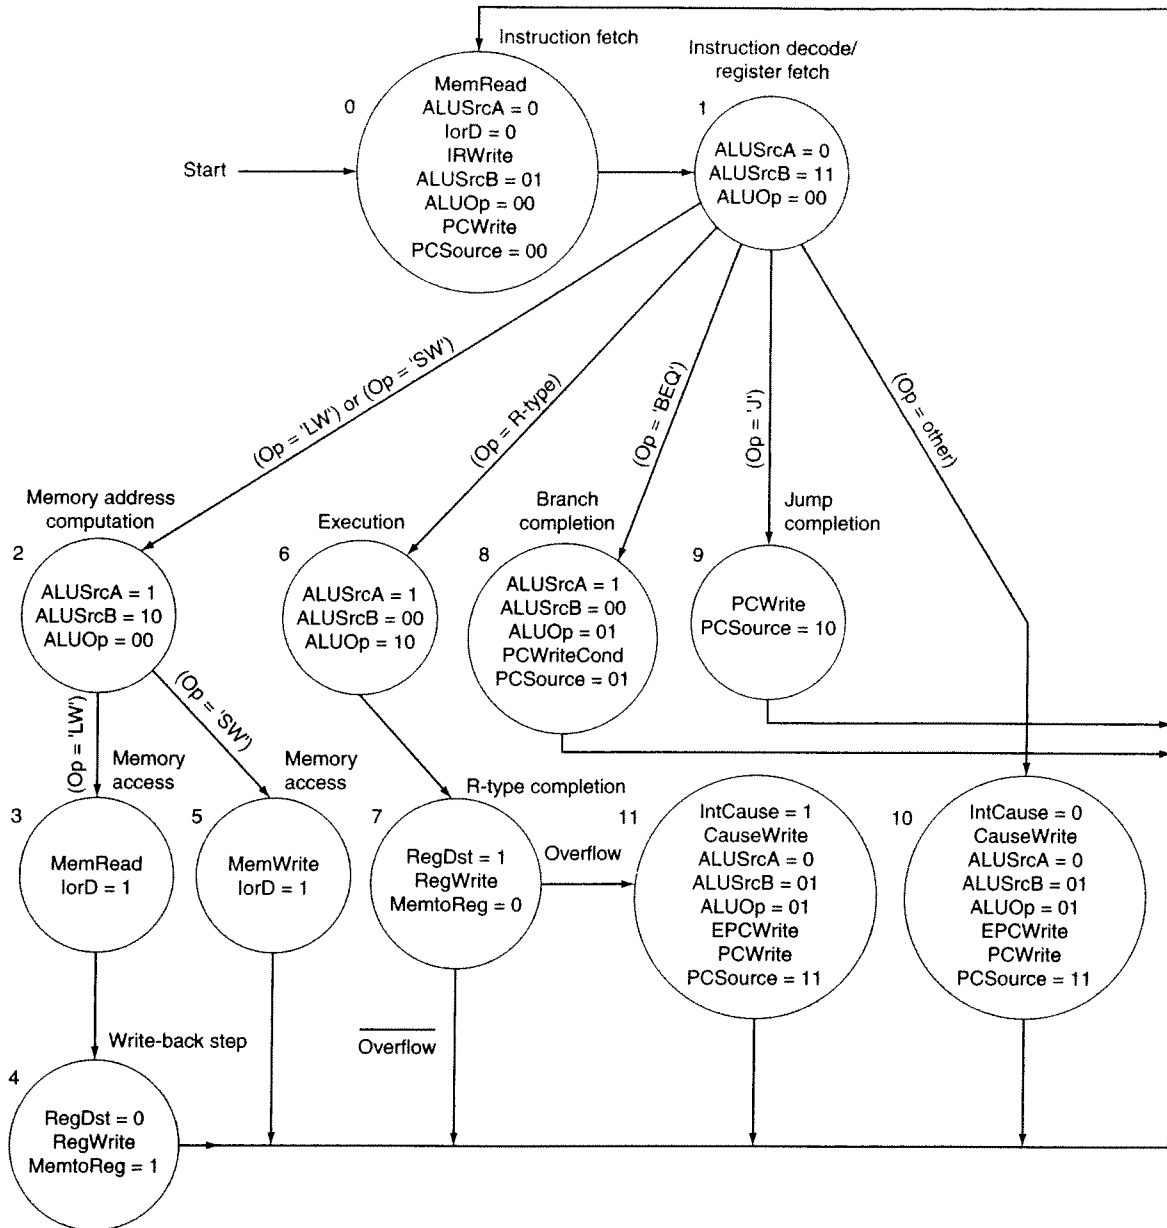 Instruction fetch
0
MemRead
ALUSrcA = 0
IorD = 0
IRWrite
ALUSrcB = 01
ALUOp = 00
PCWrite
PCSource = 00
Start
Instruction decode/
register fetch
1
ALUSrcA = 0
ALUSrcB = 11
ALUOp = 00
(Op = 'LW') or (Op = 'SW')
(Op = R-type)
(Op = 'BEQ')
(Op = 'J')
(Op = other)
Memory address
computation
2
ALUSrcA = 1
ALUSrcB = 10
ALUOp = 00
Execution
6
ALUSrcA = 1
ALUSrcB = 00
ALUOp = 10
Branch
completion
8
ALUSrcA = 1
ALUSrcB = 00
ALUOp = 01
PCWriteCond
PCSource = 01
Jump
completion
9
PCWrite
PCSource = 10
(Op = 'LW')
(Op = 'SW')
Memory
access
3
MemRead
IorD = 1
Memory
access
5
MemWrite
IorD = 1
R-type completion
7
RegDst = 1
RegWrite
MemtoReg = 0
Overflow
Overflow
11
IntCause = 1
CauseWrite
ALUSrcA = 0
ALUSrcB = 01
ALUOp = 01
EPCWrite
PCWrite
PCSource = 11
10
IntCause = 0
CauseWrite
ALUSrcA = 0
ALUSrcB = 01
ALUOp = 01
EPCWrite
PCWrite
PCSource = 11
Write-back step
4
RegDst = 0
RegWrite
MemtoReg = 1